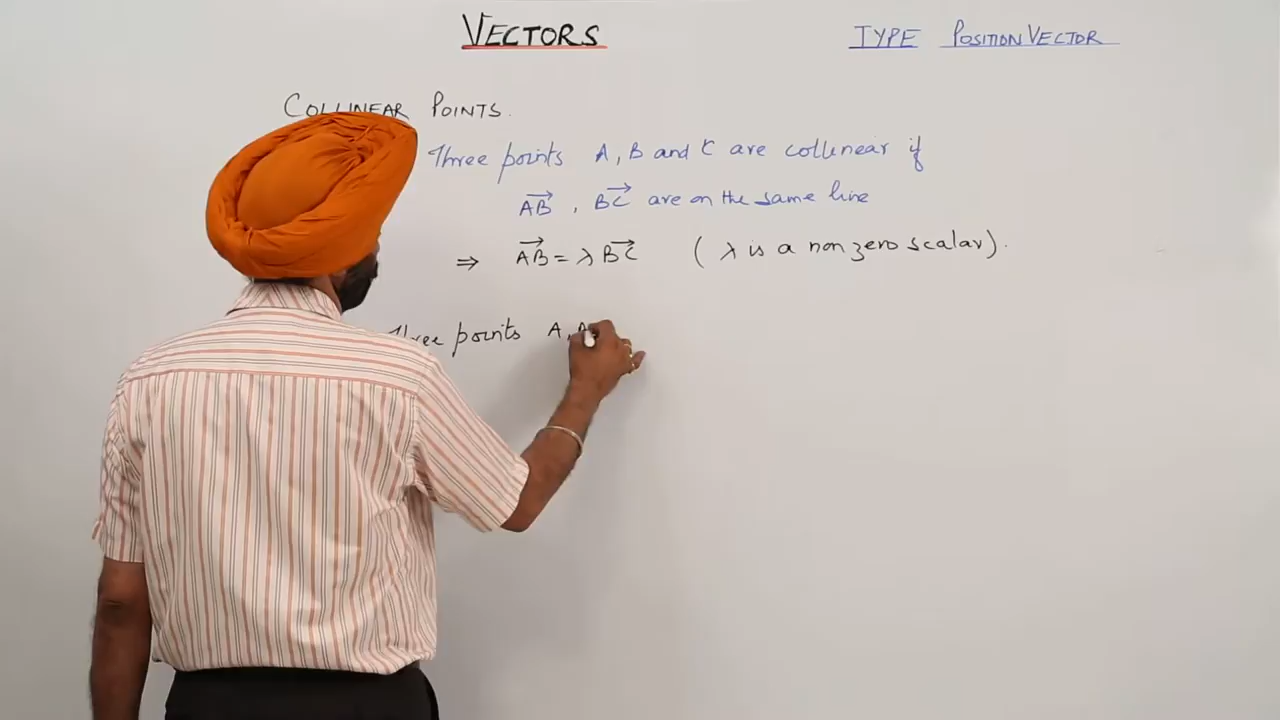 VECTORS
TYPE POSITION VECTOR
COLLINEAR POINTS.
Three points A, B and C are collinear if
AB⃗ , BC⃗ are on the same line
⇒ AB⃗ = λ BC⃗ ( λ is a non zero scalar).
Three points A,